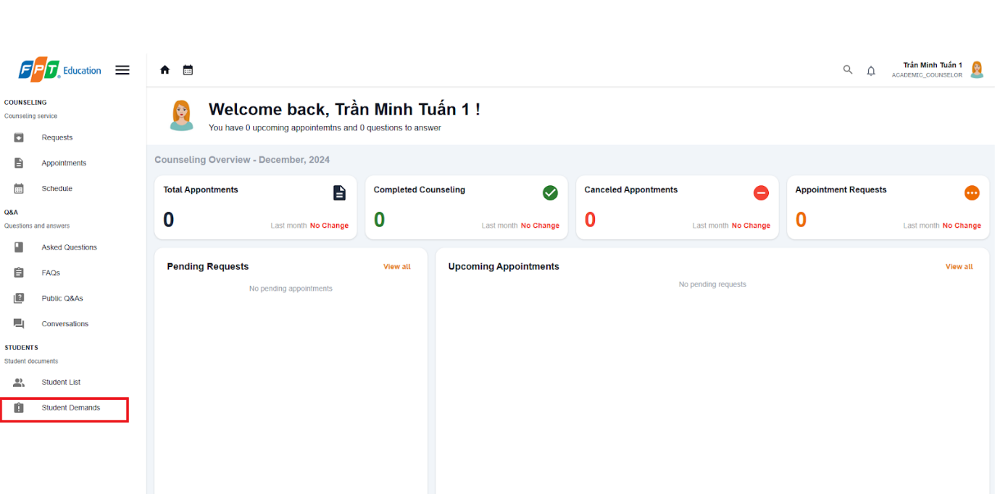 FPT Education
Trần Minh Tuấn 1
ACADEMIC_COUNSELOR
COUNSELING
Counseling service
Requests
Appointments
Schedule
Q&A
Questions and answers
Asked Questions
FAQs
Public Q&As
Conversations
STUDENTS
Student documents
Student List
Student Demands
Welcome back, Trần Minh Tuấn 1 !
You have 0 upcoming appointemtns and 0 questions to answer
Counseling Overview - December, 2024
Total Appontments
0
Last month No Change
Completed Counseling
0
Last month No Change
Canceled Appontments
0
Last month No Change
Appointment Requests
0
Last month No Change
Pending Requests
View all
No pending appointments
Upcoming Appointments
View all
No pending requests